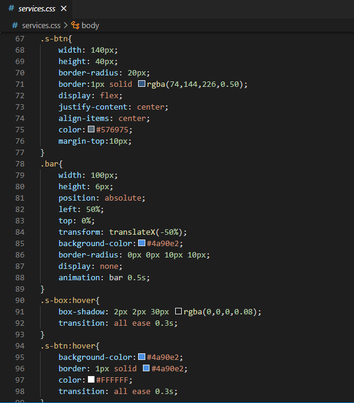 services.css ×
# services.css > body
67 .s-btn{
68 width: 140px;
69 height: 40px;
70 border-radius: 20px;
71 border:1px solid rgba(74,144,226,0.50);
72 display: flex;
73 justify-content: center;
74 align-items: center;
75 color:#576975;
76 margin-top:10px;
77 }
78 .bar{
79 width: 100px;
80 height: 6px;
81 position: absolute;
82 left: 50%;
83 top: 0%;
84 transform: translateX(-50%);
85 background-color:#4a90e2;
86 border-radius: 0px 0px 10px 10px;
87 display: none;
88 animation: bar 0.5s;
89 }
90 .s-box:hover{
91 box-shadow: 2px 2px 30px rgba(0,0,0,0.08);
92 transition: all ease 0.3s;
93 }
94 .s-btn:hover{
95 background-color:#4a90e2;
96 border: 1px solid #4a90e2;
97 color:#FFFFFF;
98 transition: all ease 0.3s;